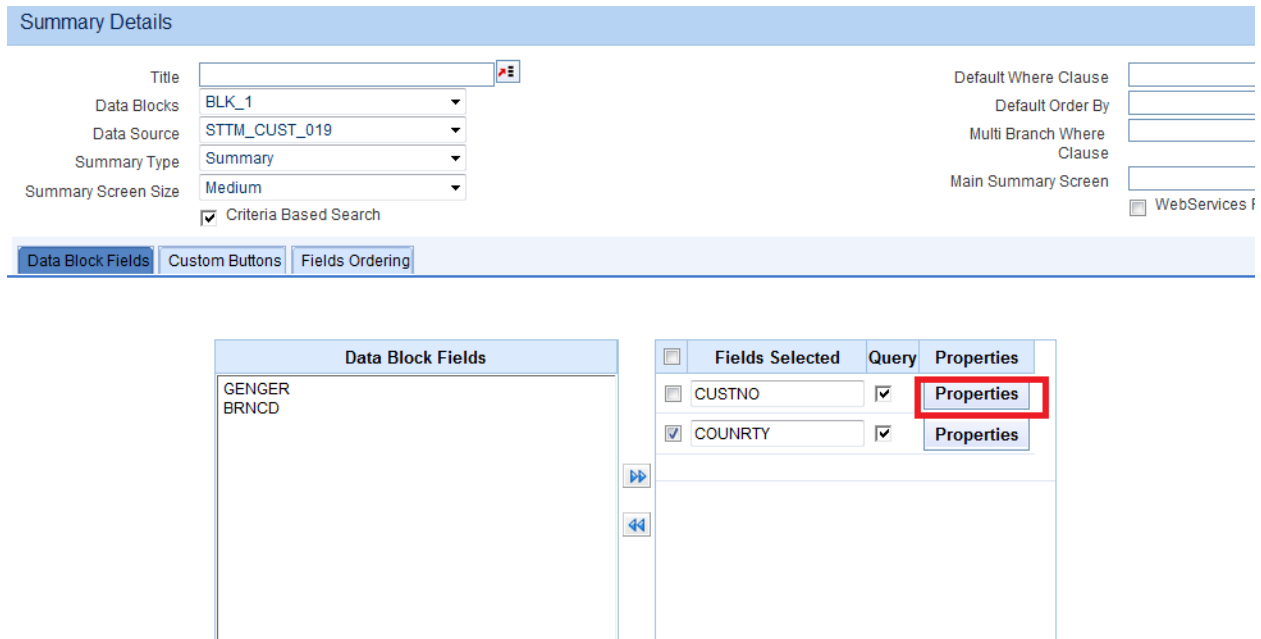 Summary Details
Title
Data Blocks BLK_1
Data Source STTM_CUST_019
Summary Type Summary
Summary Screen Size Medium
Criteria Based Search
Default Where Clause
Default Order By
Multi Branch Where
Clause
Main Summary Screen
WebServices
Data Block Fields Custom Buttons Fields Ordering
Data Block Fields
GENGER
BRNCD
Fields Selected Query Properties
CUSTNO Properties
COUNRTY Properties